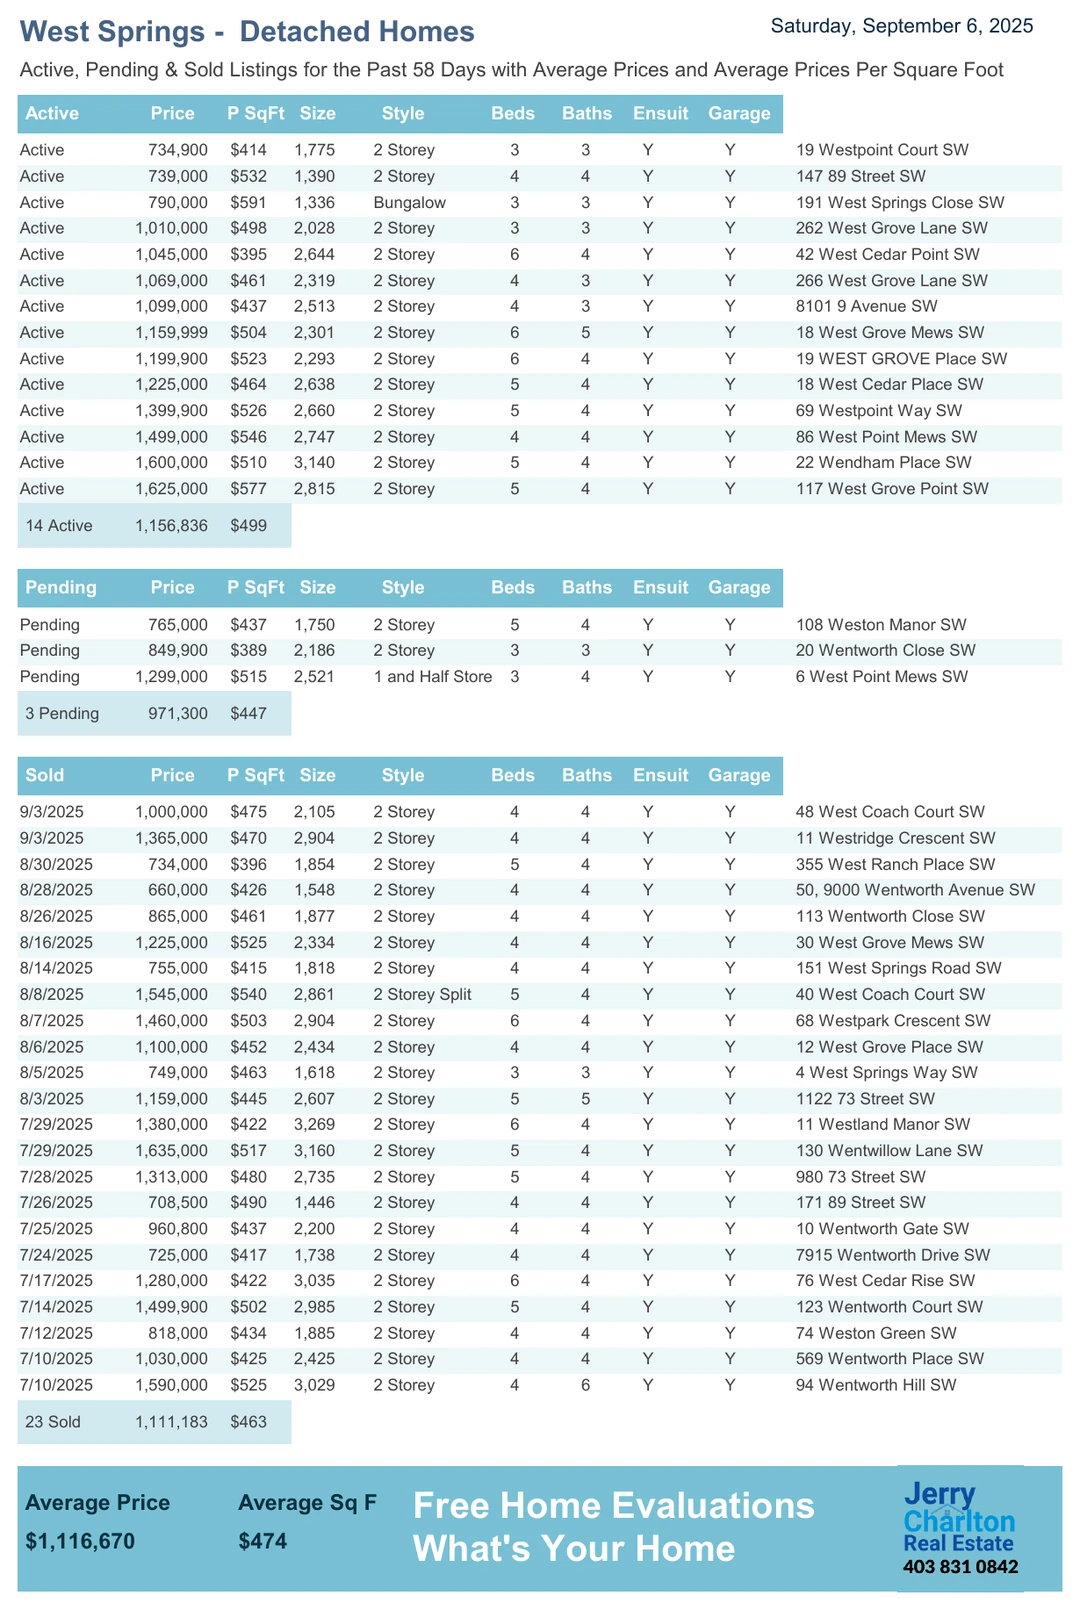 West Springs -  Detached Homes
Saturday, September 6, 2025
Active, Pending & Sold Listings for the Past 58 Days with Average Prices and Average Prices Per Square Foot
Active Price P SqFt Size Style Beds Baths Ensuit Garage
Active 734,900 $414 1,775 2 Storey 3 3 Y Y 19 Westpoint Court SW
Active 739,000 $532 1,390 2 Storey 4 4 Y Y 147 89 Street SW
Active 790,000 $591 1,336 Bungalow 3 3 Y Y 191 West Springs Close SW
Active 1,010,000 $498 2,028 2 Storey 3 3 Y Y 262 West Grove Lane SW
Active 1,045,000 $395 2,644 2 Storey 6 4 Y Y 42 West Cedar Point SW
Active 1,069,000 $461 2,319 2 Storey 4 3 Y Y 266 West Grove Lane SW
Active 1,099,000 $437 2,513 2 Storey 4 3 Y Y 8101 9 Avenue SW
Active 1,159,999 $504 2,301 2 Storey 6 5 Y Y 18 West Grove Mews SW
Active 1,199,900 $523 2,293 2 Storey 6 4 Y Y 19 WEST GROVE Place SW
Active 1,225,000 $464 2,638 2 Storey 5 4 Y Y 18 West Cedar Place SW
Active 1,399,900 $526 2,660 2 Storey 5 4 Y Y 69 Westpoint Way SW
Active 1,499,000 $546 2,747 2 Storey 4 4 Y Y 86 West Point Mews SW
Active 1,600,000 $510 3,140 2 Storey 5 4 Y Y 22 Wendham Place SW
Active 1,625,000 $577 2,815 2 Storey 5 4 Y Y 117 West Grove Point SW
14 Active 1,156,836 $499
Pending Price P SqFt Size Style Beds Baths Ensuit Garage
Pending 765,000 $437 1,750 2 Storey 5 4 Y Y 108 Weston Manor SW
Pending 849,900 $389 2,186 2 Storey 3 3 Y Y 20 Wentworth Close SW
Pending 1,299,000 $515 2,521 1 and Half Store 3 4 Y Y 6 West Point Mews SW
3 Pending 971,300 $447
Sold Price P SqFt Size Style Beds Baths Ensuit Garage
9/3/2025 1,000,000 $475 2,105 2 Storey 4 4 Y Y 48 West Coach Court SW
9/3/2025 1,365,000 $470 2,904 2 Storey 4 4 Y Y 11 Westridge Crescent SW
8/30/2025 734,000 $396 1,854 2 Storey 5 4 Y Y 355 West Ranch Place SW
8/28/2025 660,000 $426 1,548 2 Storey 4 4 Y Y 50, 9000 Wentworth Avenue SW
8/26/2025 865,000 $461 1,877 2 Storey 4 4 Y Y 113 Wentworth Close SW
8/16/2025 1,225,000 $525 2,334 2 Storey 4 4 Y Y 30 West Grove Mews SW
8/14/2025 755,000 $415 1,818 2 Storey 4 4 Y Y 151 West Springs Road SW
8/8/2025 1,545,000 $540 2,861 2 Storey Split 5 4 Y Y 40 West Coach Court SW
8/7/2025 1,460,000 $503 2,904 2 Storey 6 4 Y Y 68 Westpark Crescent SW
8/6/2025 1,100,000 $452 2,434 2 Storey 4 4 Y Y 12 West Grove Place SW
8/5/2025 749,000 $463 1,618 2 Storey 3 3 Y Y 4 West Springs Way SW
8/3/2025 1,159,000 $445 2,607 2 Storey 5 5 Y Y 1122 73 Street SW
7/29/2025 1,380,000 $422 3,269 2 Storey 6 4 Y Y 11 Westland Manor SW
7/29/2025 1,635,000 $517 3,160 2 Storey 5 4 Y Y 130 Wentwillow Lane SW
7/28/2025 1,313,000 $480 2,735 2 Storey 5 4 Y Y 980 73 Street SW
7/26/2025 708,500 $490 1,446 2 Storey 4 4 Y Y 171 89 Street SW
7/25/2025 960,800 $437 2,200 2 Storey 4 4 Y Y 10 Wentworth Gate SW
7/24/2025 725,000 $417 1,738 2 Storey 4 4 Y Y 7915 Wentworth Drive SW
7/17/2025 1,280,000 $422 3,035 2 Storey 6 4 Y Y 76 West Cedar Rise SW
7/14/2025 1,499,900 $502 2,985 2 Storey 5 4 Y Y 123 Wentworth Court SW
7/12/2025 818,000 $434 1,885 2 Storey 4 4 Y Y 74 Weston Green SW
7/10/2025 1,030,000 $425 2,425 2 Storey 4 4 Y Y 569 Wentworth Place SW
7/10/2025 1,590,000 $525 3,029 2 Storey 4 6 Y Y 94 Wentworth Hill SW
23 Sold 1,111,183 $463
Average Price Average Sq F
$1,116,670 $474
Free Home Evaluations
What's Your Home
Jerry
Charlton
Real Estate
403 831 0842